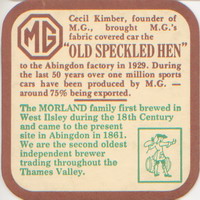 MG
Cecil Kimber, founder of
M.G., brought M.G.'s
fabric covered car the
"OLD SPECKLED HEN"
to the Abingdon factory in 1929. During
the last 50 years over one million sports
cars have been produced by M.G. —
around 75% being exported.
The MORLAND family first brewed in
West Ilsley during the 18th Century
and came to the present
site in Abingdon in 1861.
We are the second oldest
independent brewer
trading throughout the
Thames Valley.